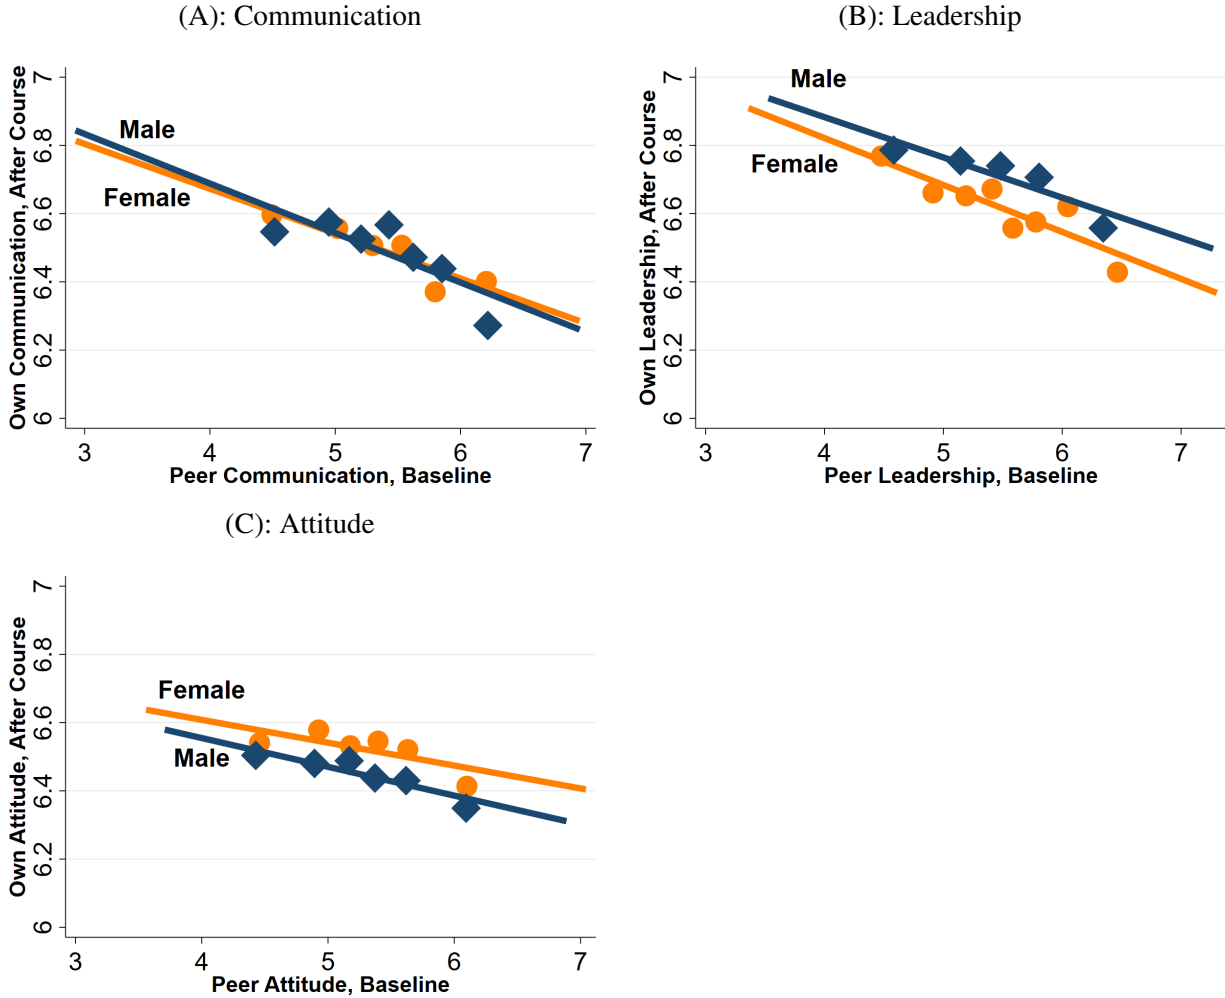 (A): Communication
Own Communication, After Course
7
6.8
6.6
6.4
6.2
6
Male
Female
3 4 5 6 7
Peer Communication, Baseline
(B): Leadership
Own Leadership, After Course
7
6.8
6.6
6.4
6.2
6
Male
Female
3 4 5 6 7
Peer Leadership, Baseline
(C): Attitude
Own Attitude, After Course
7
6.8
6.6
6.4
6.2
6
Female
Male
3 4 5 6 7
Peer Attitude, Baseline